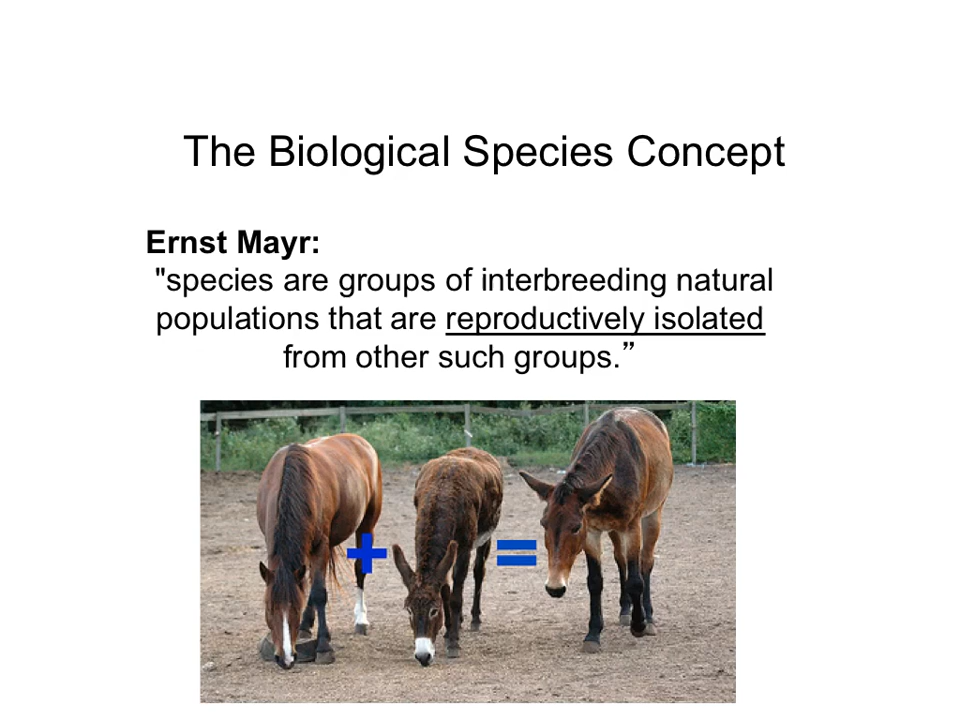 The Biological Species Concept
Ernst Mayr:
"species are groups of interbreeding natural
populations that are reproductively isolated
from other such groups.”
+ =